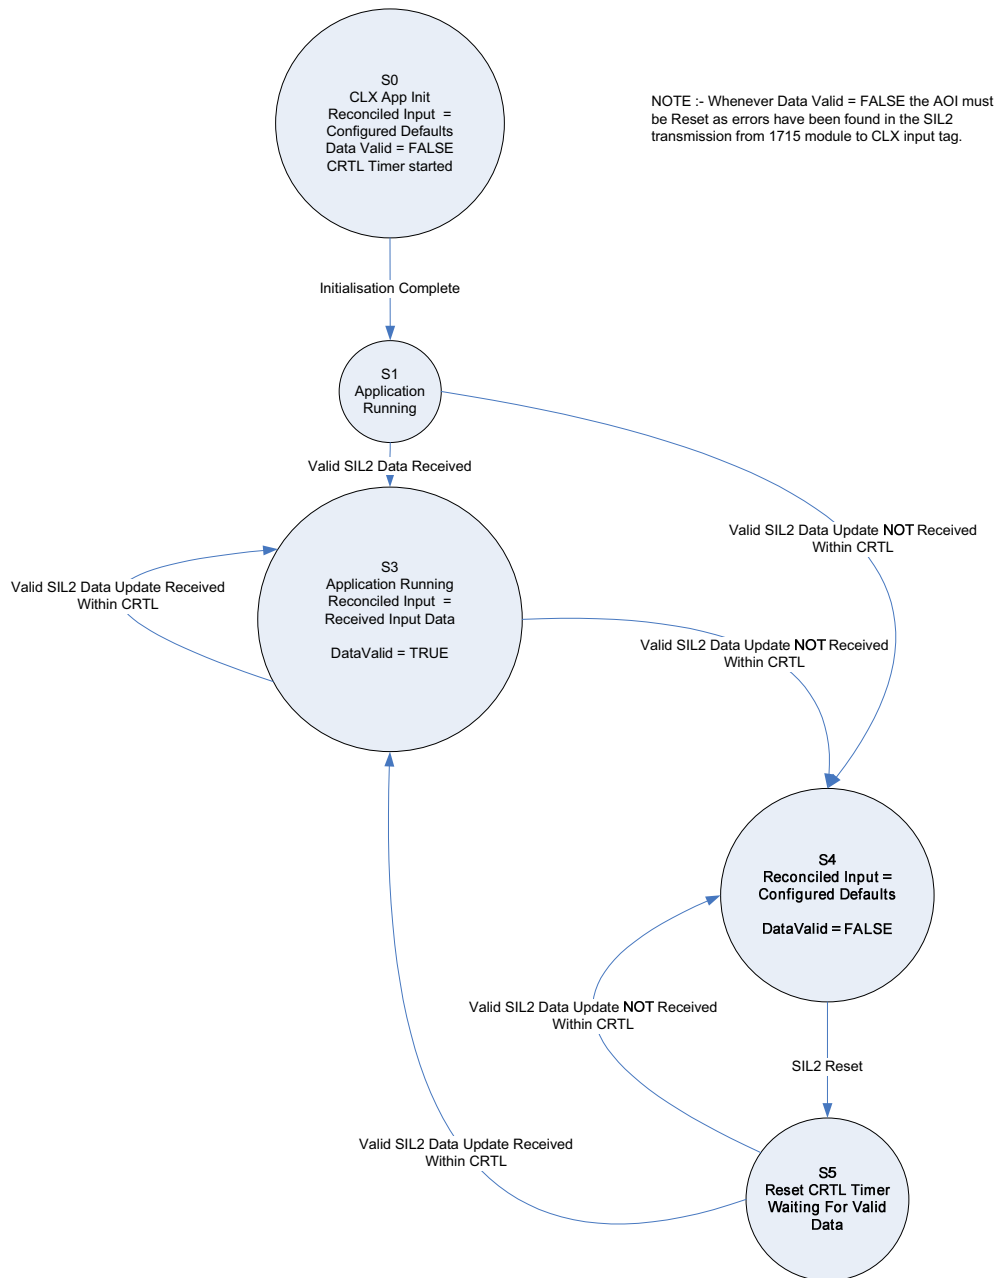 S0
CLX App Init
Reconciled Input =
Configured Defaults
Data Valid = FALSE
CRTL Timer started
NOTE :- Whenever Data Valid = FALSE the AOI must
be Reset as errors have been found in the SIL2
transmission from 1715 module to CLX input tag.
Initialisation Complete
S1
Application
Running
Valid SIL2 Data Received
Valid SIL2 Data Update NOT Received
Within CRTL
S3
Application Running
Reconciled Input =
Received Input Data
DataValid = TRUE
Valid SIL2 Data Update Received
Within CRTL
Valid SIL2 Data Update NOT Received
Within CRTL
S4
Reconciled Input =
Configured Defaults
DataValid = FALSE
Valid SIL2 Data Update NOT Received
Within CRTL
SIL2 Reset
Valid SIL2 Data Update Received
Within CRTL
S5
Reset CRTL Timer
Waiting For Valid
Data